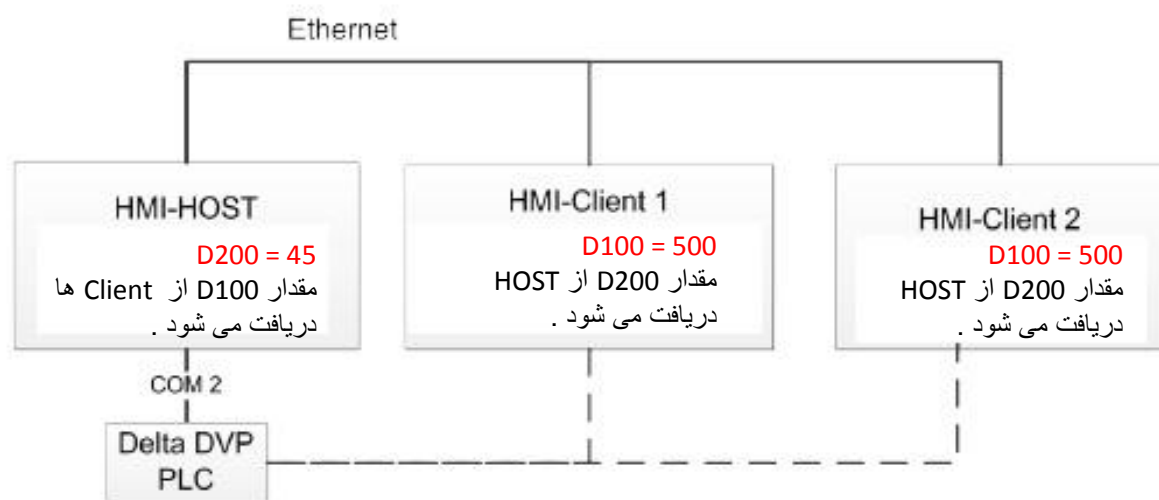 Ethernet
HMI-HOST
D200 = 45
مقدار D100 از Client ها
دریافت می شود .
HMI-Client 1
D100 = 500
مقدار D200 از HOST
دریافت می شود .
HMI-Client 2
D100 = 500
مقدار D200 از HOST
دریافت می شود .
COM 2
Delta DVP
PLC